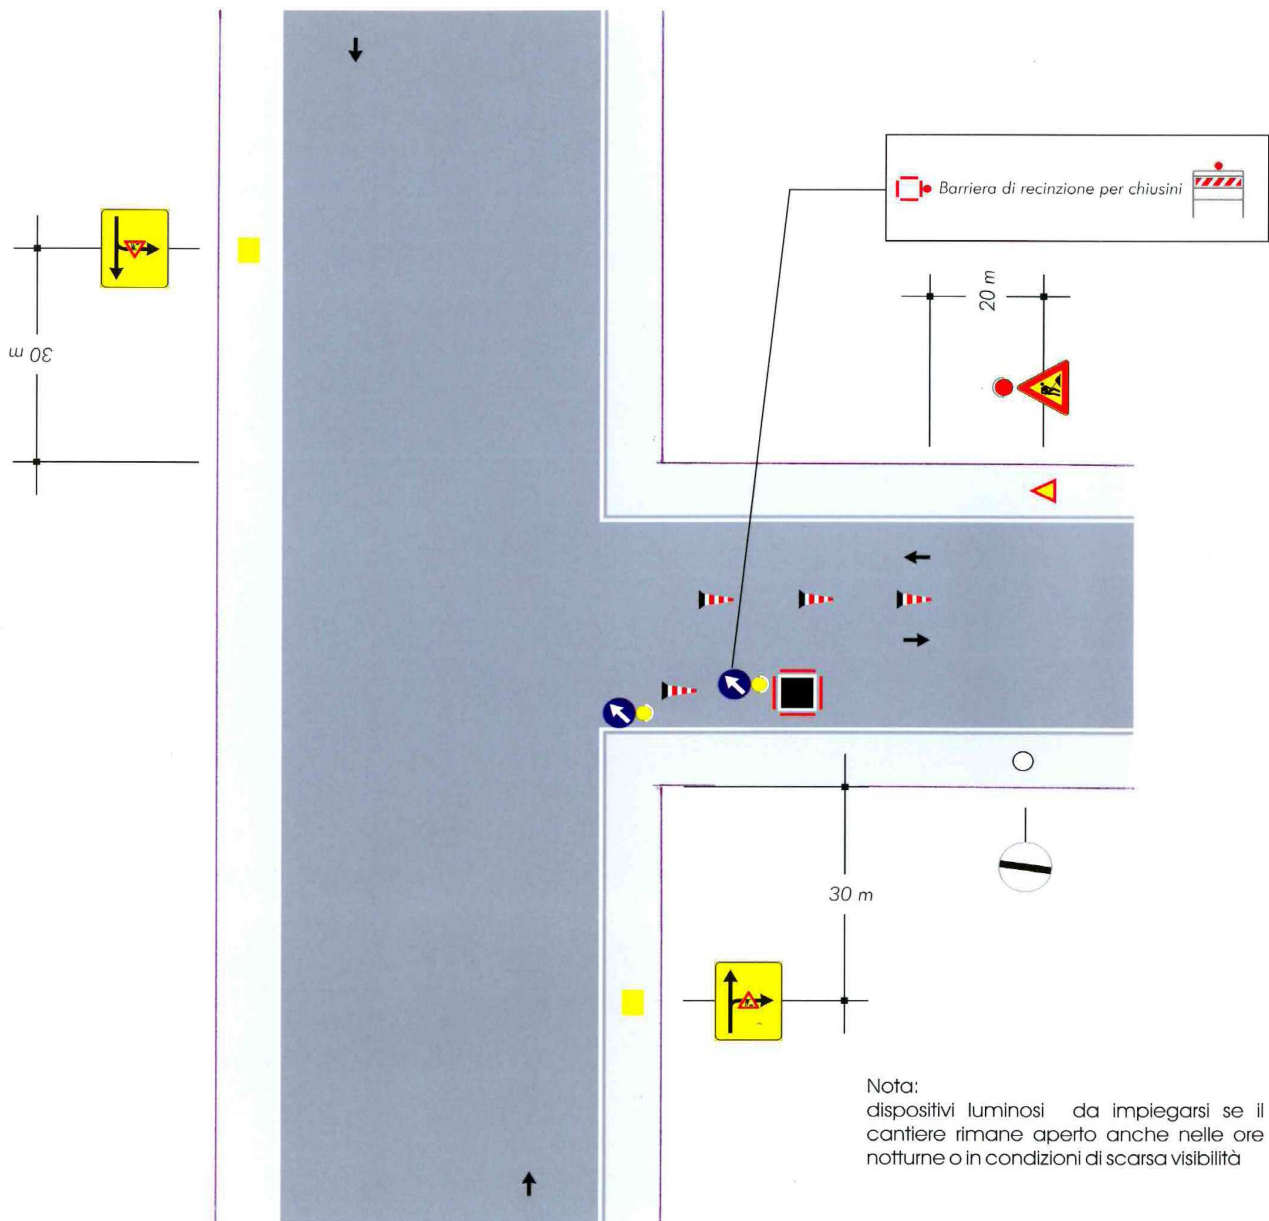 Barriera di recinzione per chiusini
20 m
30 m
30 m
Nota:
dispositivi luminosi da impiegarsi se il
cantiere rimane aperto anche nelle ore
notturne o in condizioni di scarsa visibilità